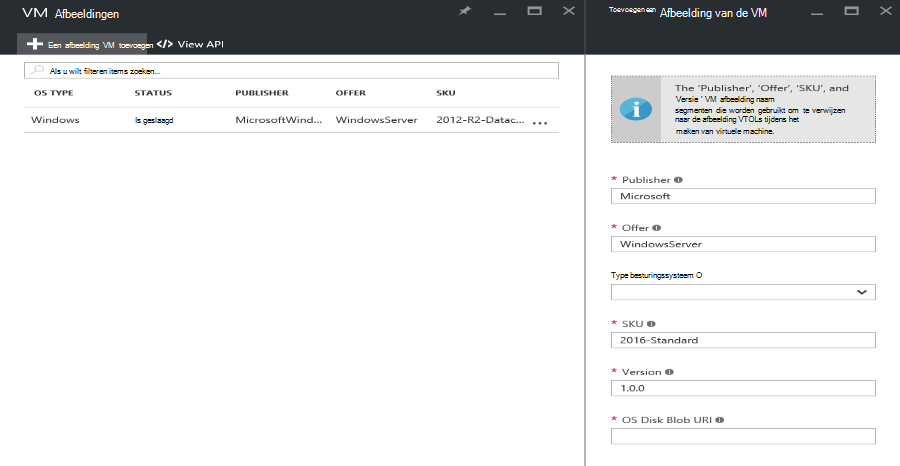 VM Afbeeldingen
Een afbeelding VM toevoegen </> View API
Als u wilt filteren items zoeken...
OS TYPE STATUS PUBLISHER OFFER SKU
Windows Is geslaagd MicrosoftWind... WindowsServer 2012-R2-Datac... ...
Toevoegen een Afbeelding van de VM
The 'Publisher', 'Offer', 'SKU', and
Versie ' VM afbeelding naam
segmenten die worden gebruikt om te verwijzen
naar de afbeelding VTOLs tijdens het
maken van virtuele machine.
* Publisher
Microsoft
* Offer
WindowsServer
Type besturingssysteem O
* SKU
2016-Standard
* Version
1.0.0
* OS Disk Blob URI